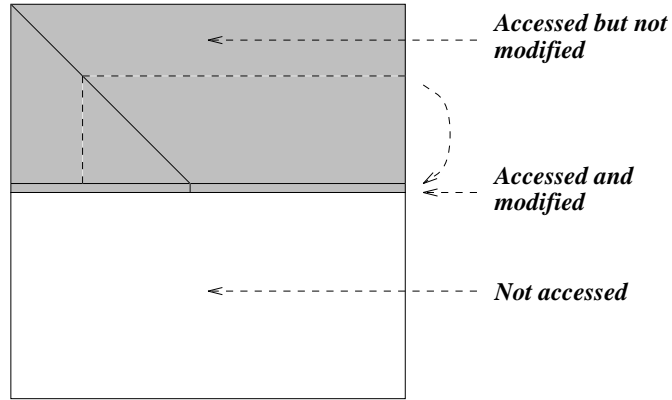 Accessed but not
modified
Accessed and
modified
Not accessed